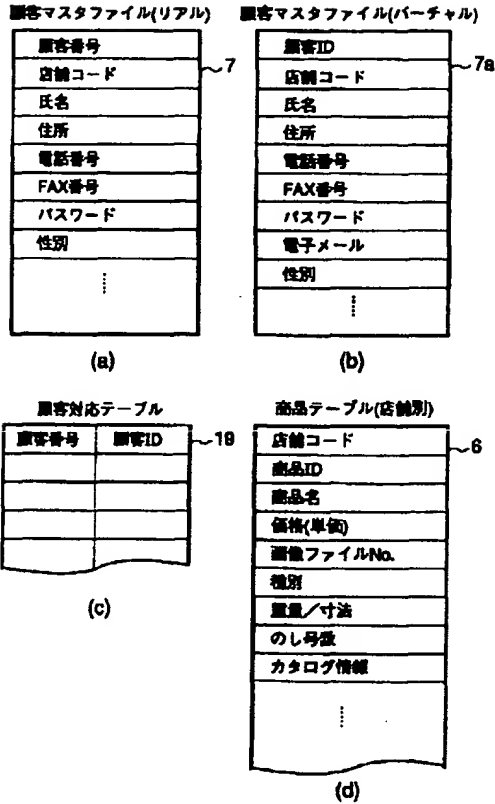 顧客マスタファイル(リアル)
顧客番号
店舗コード
氏名
住所
電話番号
FAX番号
パスワード
性別
7
(a)
顧客マスタファイル(バーチャル)
顧客ID
店舗コード
氏名
住所
電話番号
FAX番号
パスワード
電子メール
性別
7a
(b)
顧客対応テーブル
顧客番号 顧客ID
19
(c)
商品テーブル(店舗別)
店舗コード
商品ID
商品名
価格(単価)
画像ファイルNo.
種別
重量／寸法
のし号数
カタログ情報
6
(d)